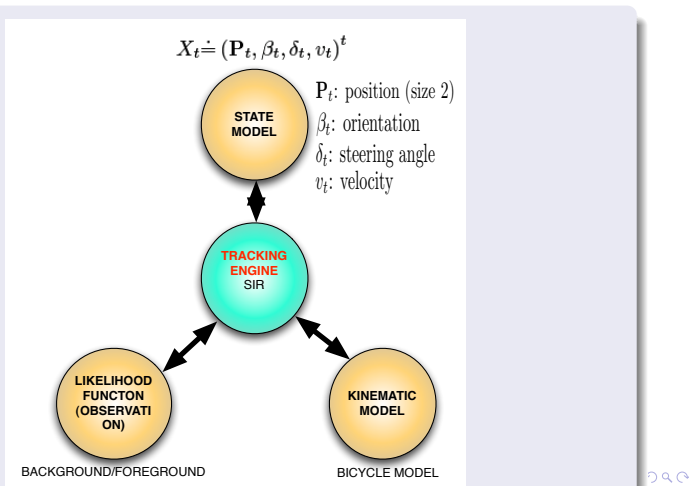 X_t ≐ (P_t, β_t, δ_t, v_t)^t
P_t: position (size 2)
STATE
MODEL
β_t: orientation
δ_t: steering angle
v_t: velocity
TRACKING
ENGINE
SIR
LIKELIHOOD
FUNCTON
(OBSERVATI
ON)
KINEMATIC
MODEL
BACKGROUND/FOREGROUND
BICYCLE MODEL